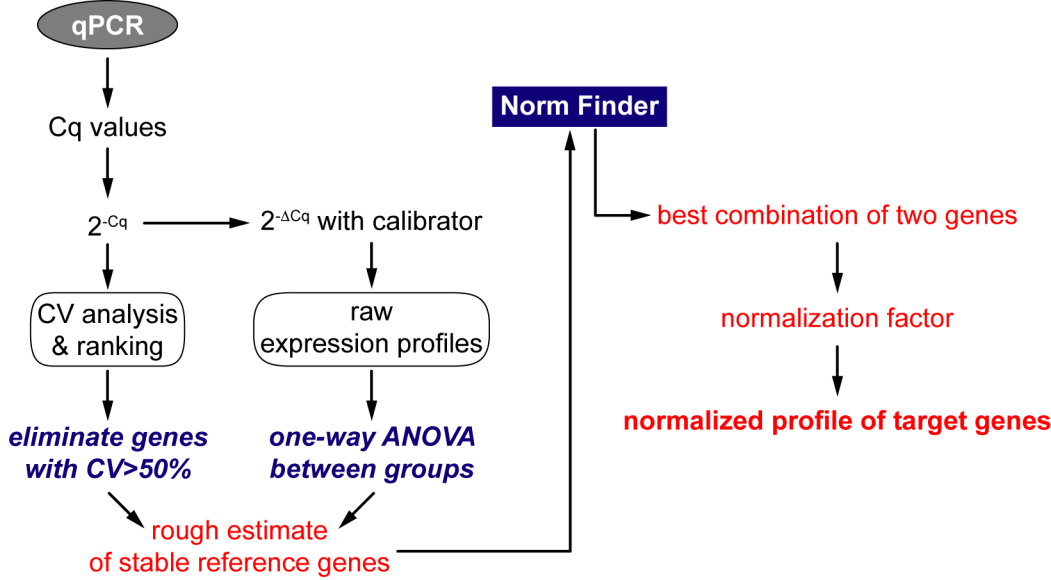 qPCR
Cq values
2-Cq
2-ΔCq with calibrator
CV analysis
& ranking
raw
expression profiles
eliminate genes
with CV>50%
one-way ANOVA
between groups
rough estimate
of stable reference genes
Norm Finder
best combination of two genes
normalization factor
normalized profile of target genes